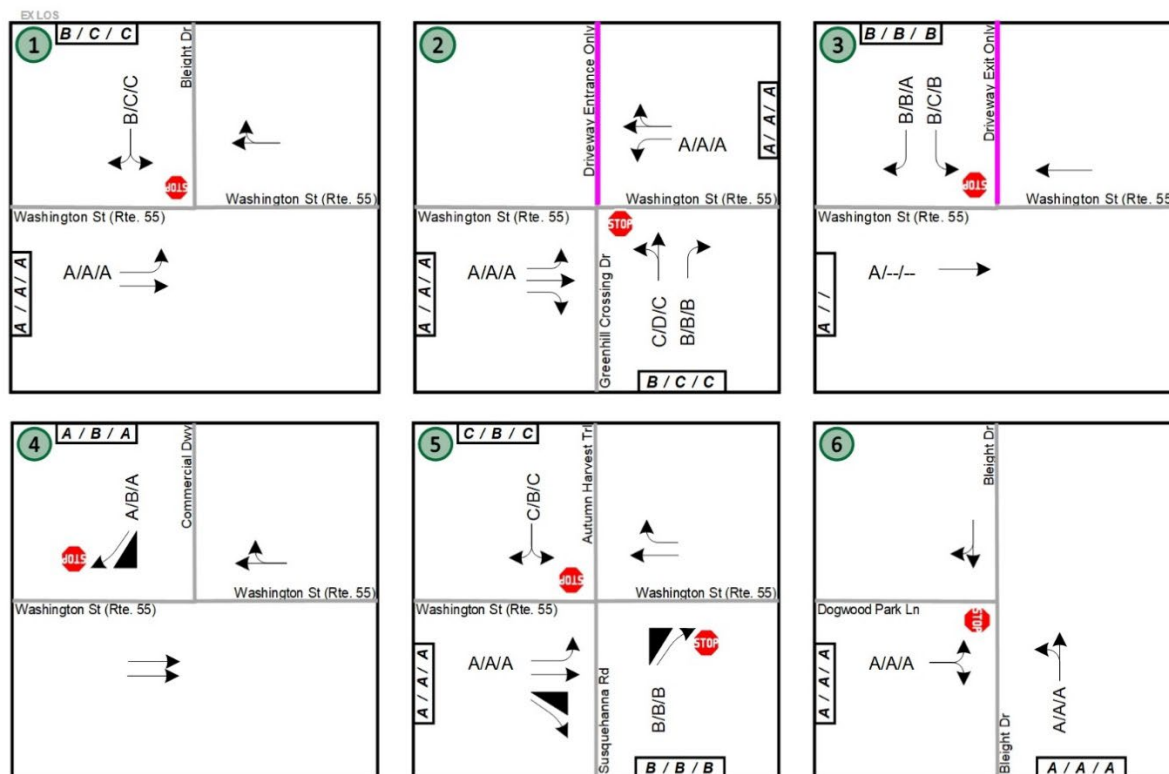 EX LOS
1
B / C / C
Bleight Dr
B/C/C
STOP
Washington St (Rte. 55)
Washington St (Rte. 55)
A/A/A
A / A / A
2
Driveway Entrance Only
A / A / A
A/A/A
Washington St (Rte. 55)
Washington St (Rte. 55)
STOP
A/A/A
A / A / A
Greenhill Crossing Dr
C/D/C
B/B/B
B / C / C
3
B / B / B
Driveway Exit Only
B/B/A
B/C/B
STOP
Washington St (Rte. 55)
Washington St (Rte. 55)
A/--/--
A / /
4
A / B / A
Commercial Dwy
A/B/A
STOP
Washington St (Rte. 55)
Washington St (Rte. 55)
5
C / B / C
Autumn Harvest Trl
C/B/C
STOP
Washington St (Rte. 55)
Washington St (Rte. 55)
A/A/A
A / A / A
STOP
Susquehanna Rd
B/B/B
B / B / B
6
Bleight Dr
Dogwood Park Ln
STOP
A/A/A
A / A / A
Bleight Dr
A/A/A
A / A / A